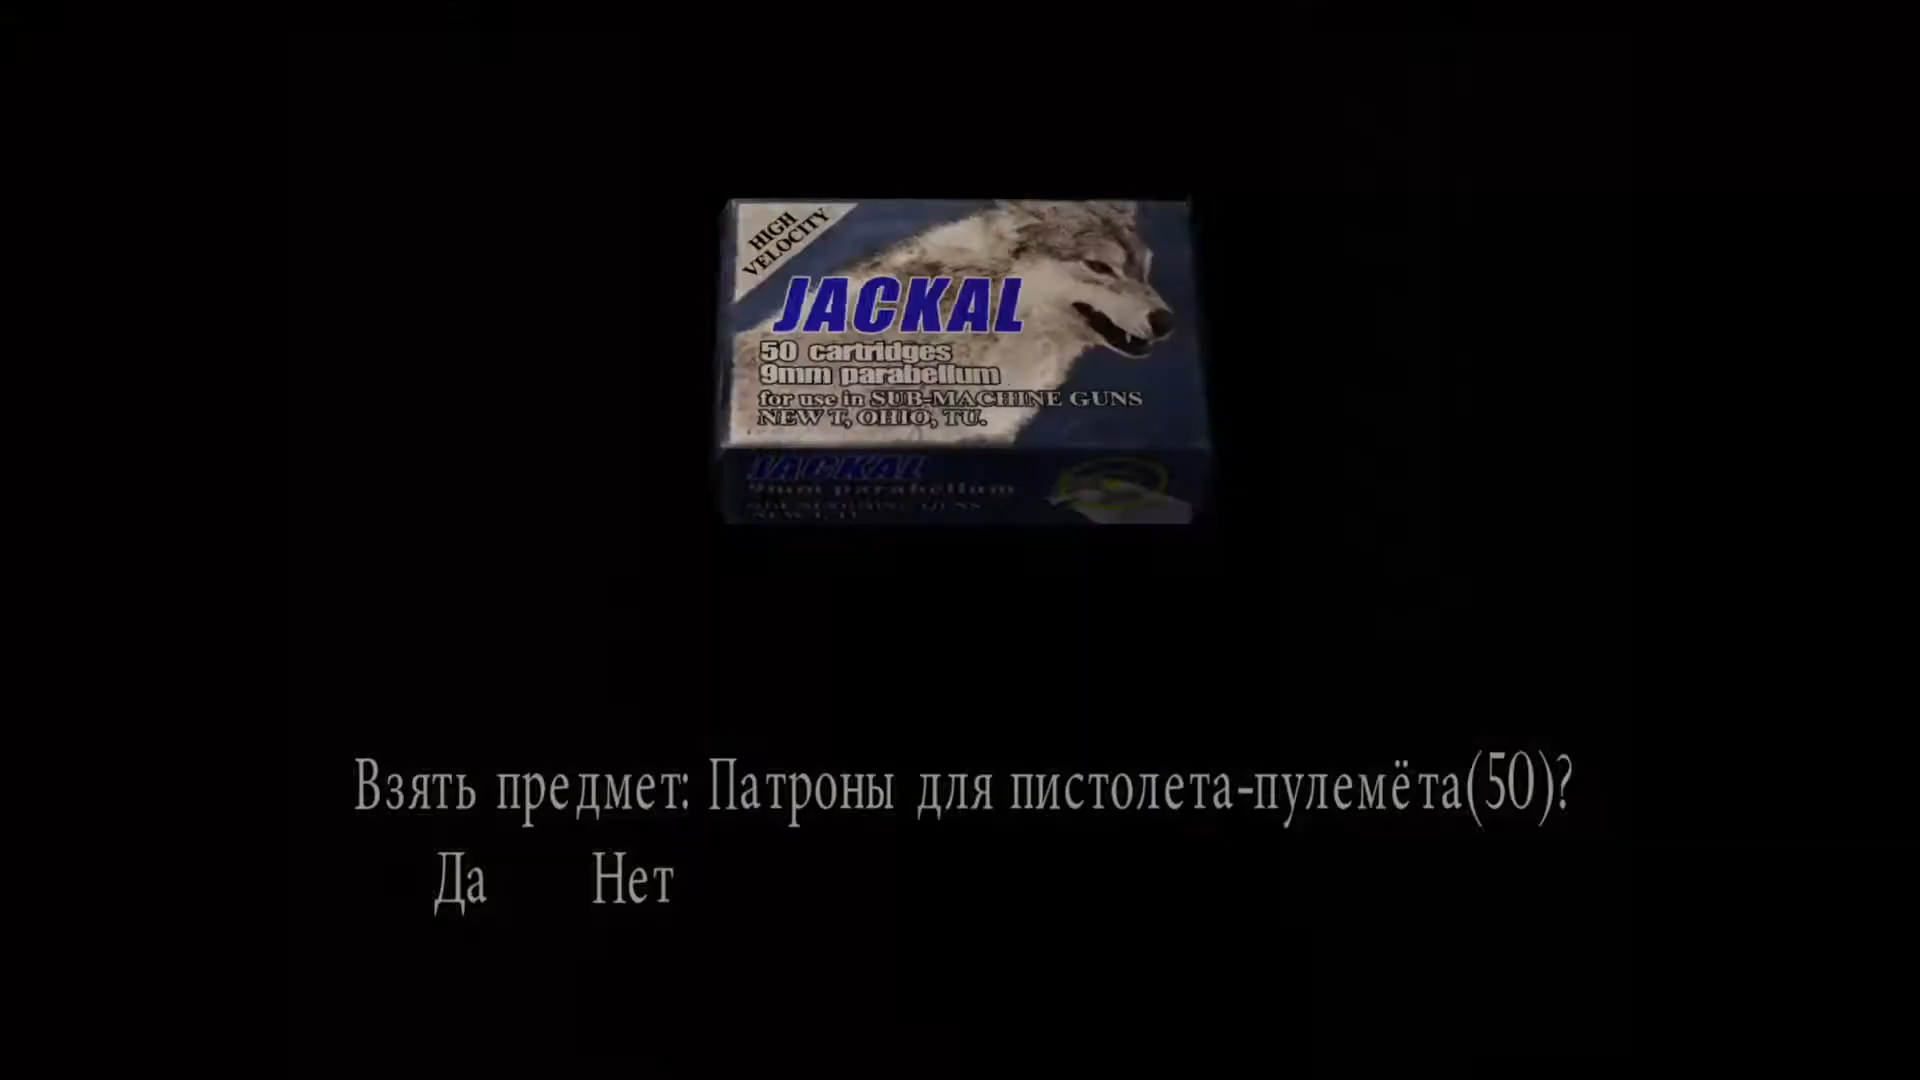 HIGH
VELOCITY
JACKAL
50 cartridges
9mm parabellum
for use in SUB-MACHINE GUNS
NEW T, OHIO, TU.
JACKAL
9mm parabellum
Взять предмет: Патроны для пистолета-пулемёта(50)?
Да Нет